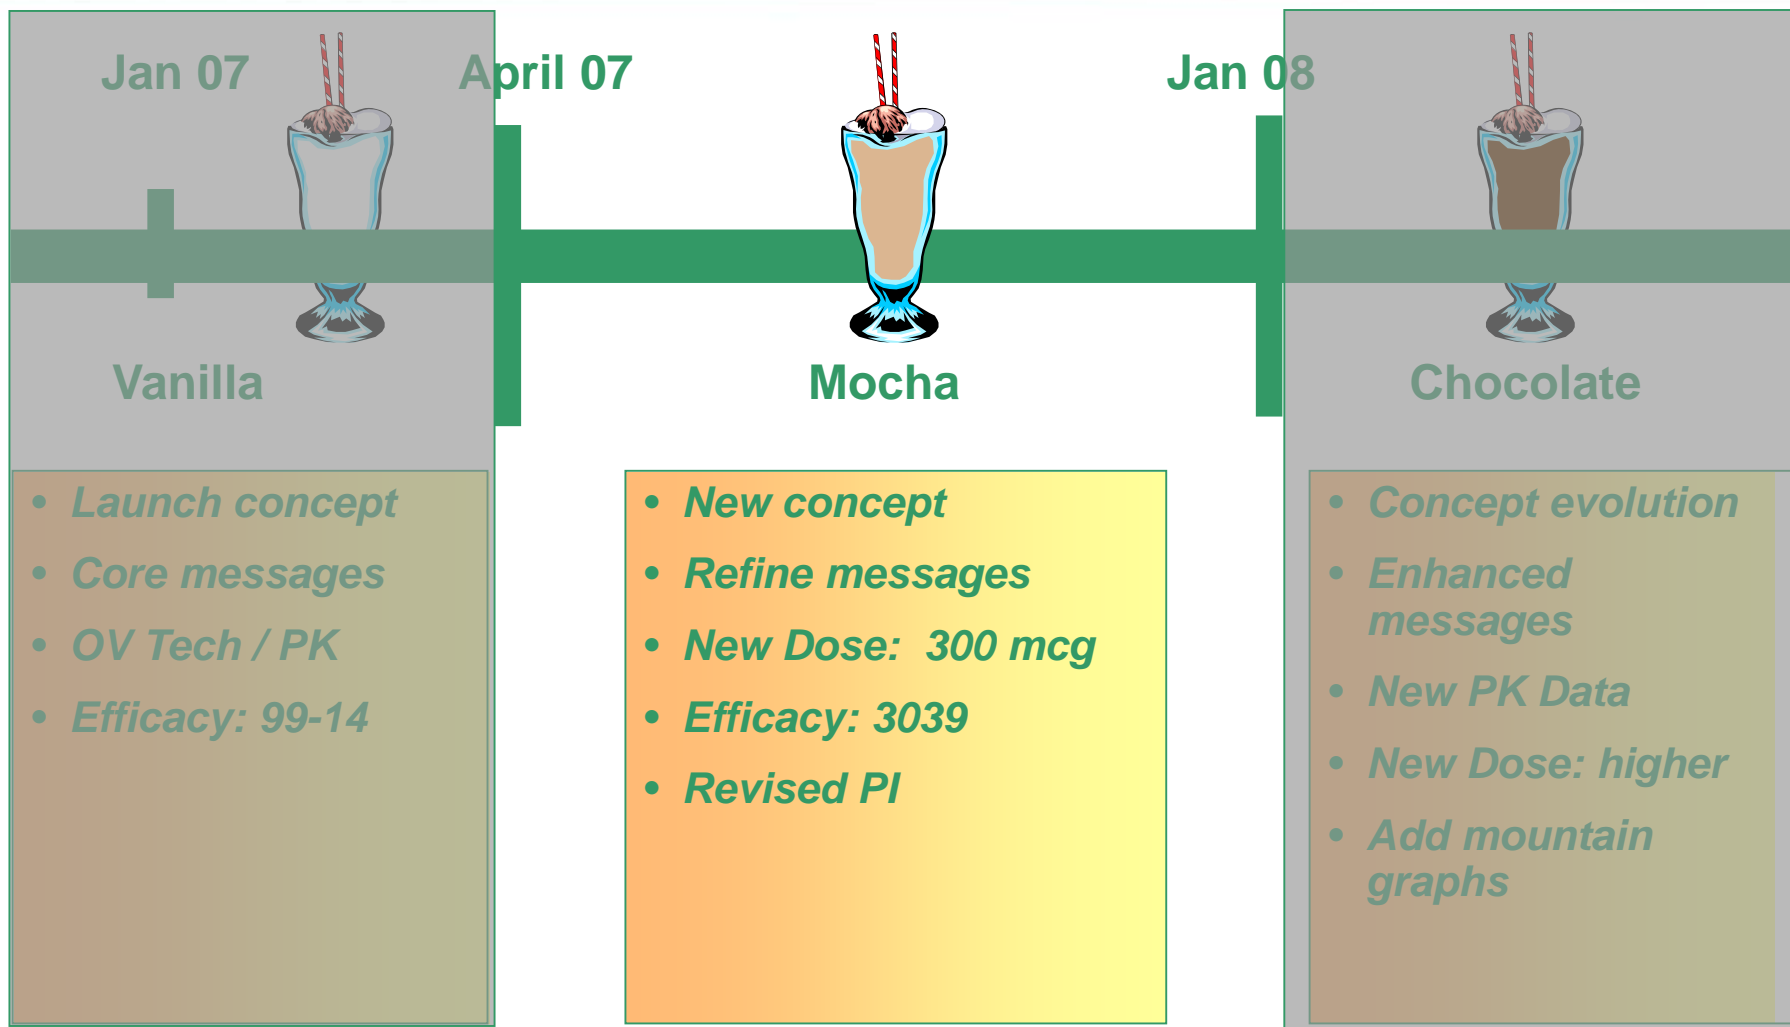 Jan 07
April 07
Jan 08
Vanilla
Mocha
Chocolate
• Launch concept
• Core messages
• OV Tech / PK
• Efficacy: 99-14
• New concept
• Refine messages
• New Dose:  300 mcg
• Efficacy: 3039
• Revised PI
• Concept evolution
• Enhanced
messages
• New PK Data
• New Dose: higher
• Add mountain
graphs